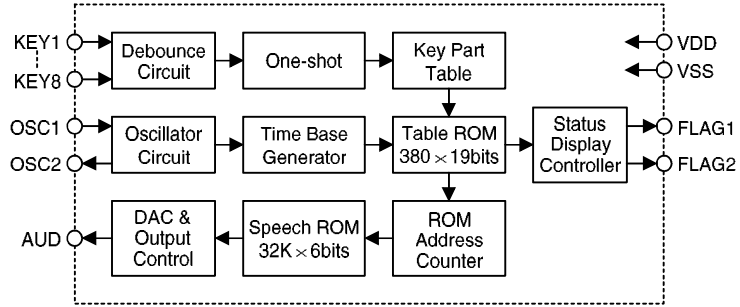 KEY1
KEY8
OSC1
OSC2
AUD
Debounce
Circuit
One-shot
Key Part
Table
Oscillator
Circuit
Time Base
Generator
Table ROM
380 × 19bits
Status
Display
Controller
DAC &
Output
Control
Speech ROM
32K × 6bits
ROM
Address
Counter
VDD
VSS
FLAG1
FLAG2